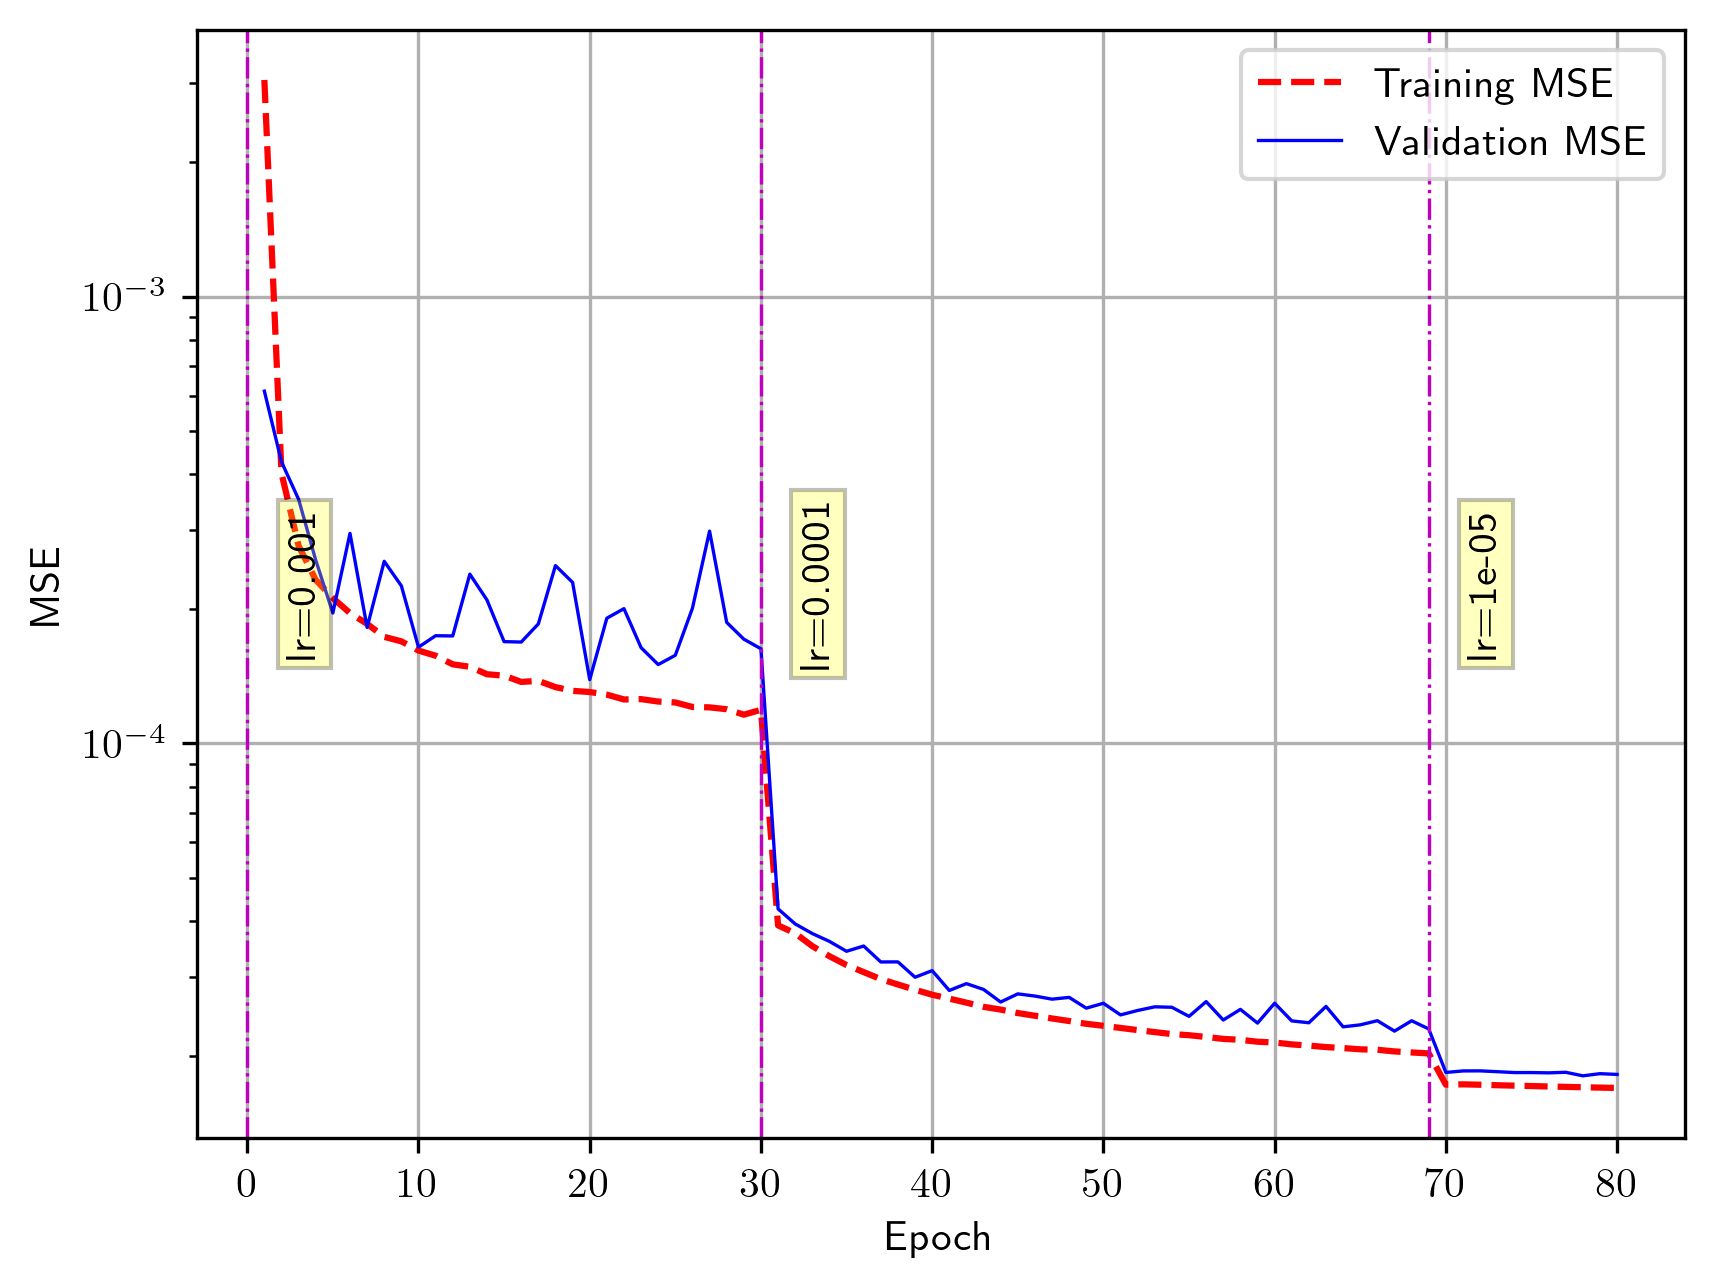 Training MSE
Validation MSE
10⁻³
10⁻⁴
MSE
lr=0.001
lr=0.0001
lr=1e-05
0 10 20 30 40 50 60 70 80
Epoch